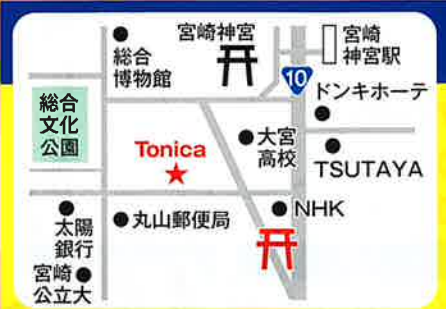 宮崎神宮
宮崎
神宮駅
総合
博物館
10
ドンキホーテ
総合
文化
公園
Tonica
大宮
高校
TSUTAYA
太陽
銀行
丸山郵便局
NHK
宮崎
公立大